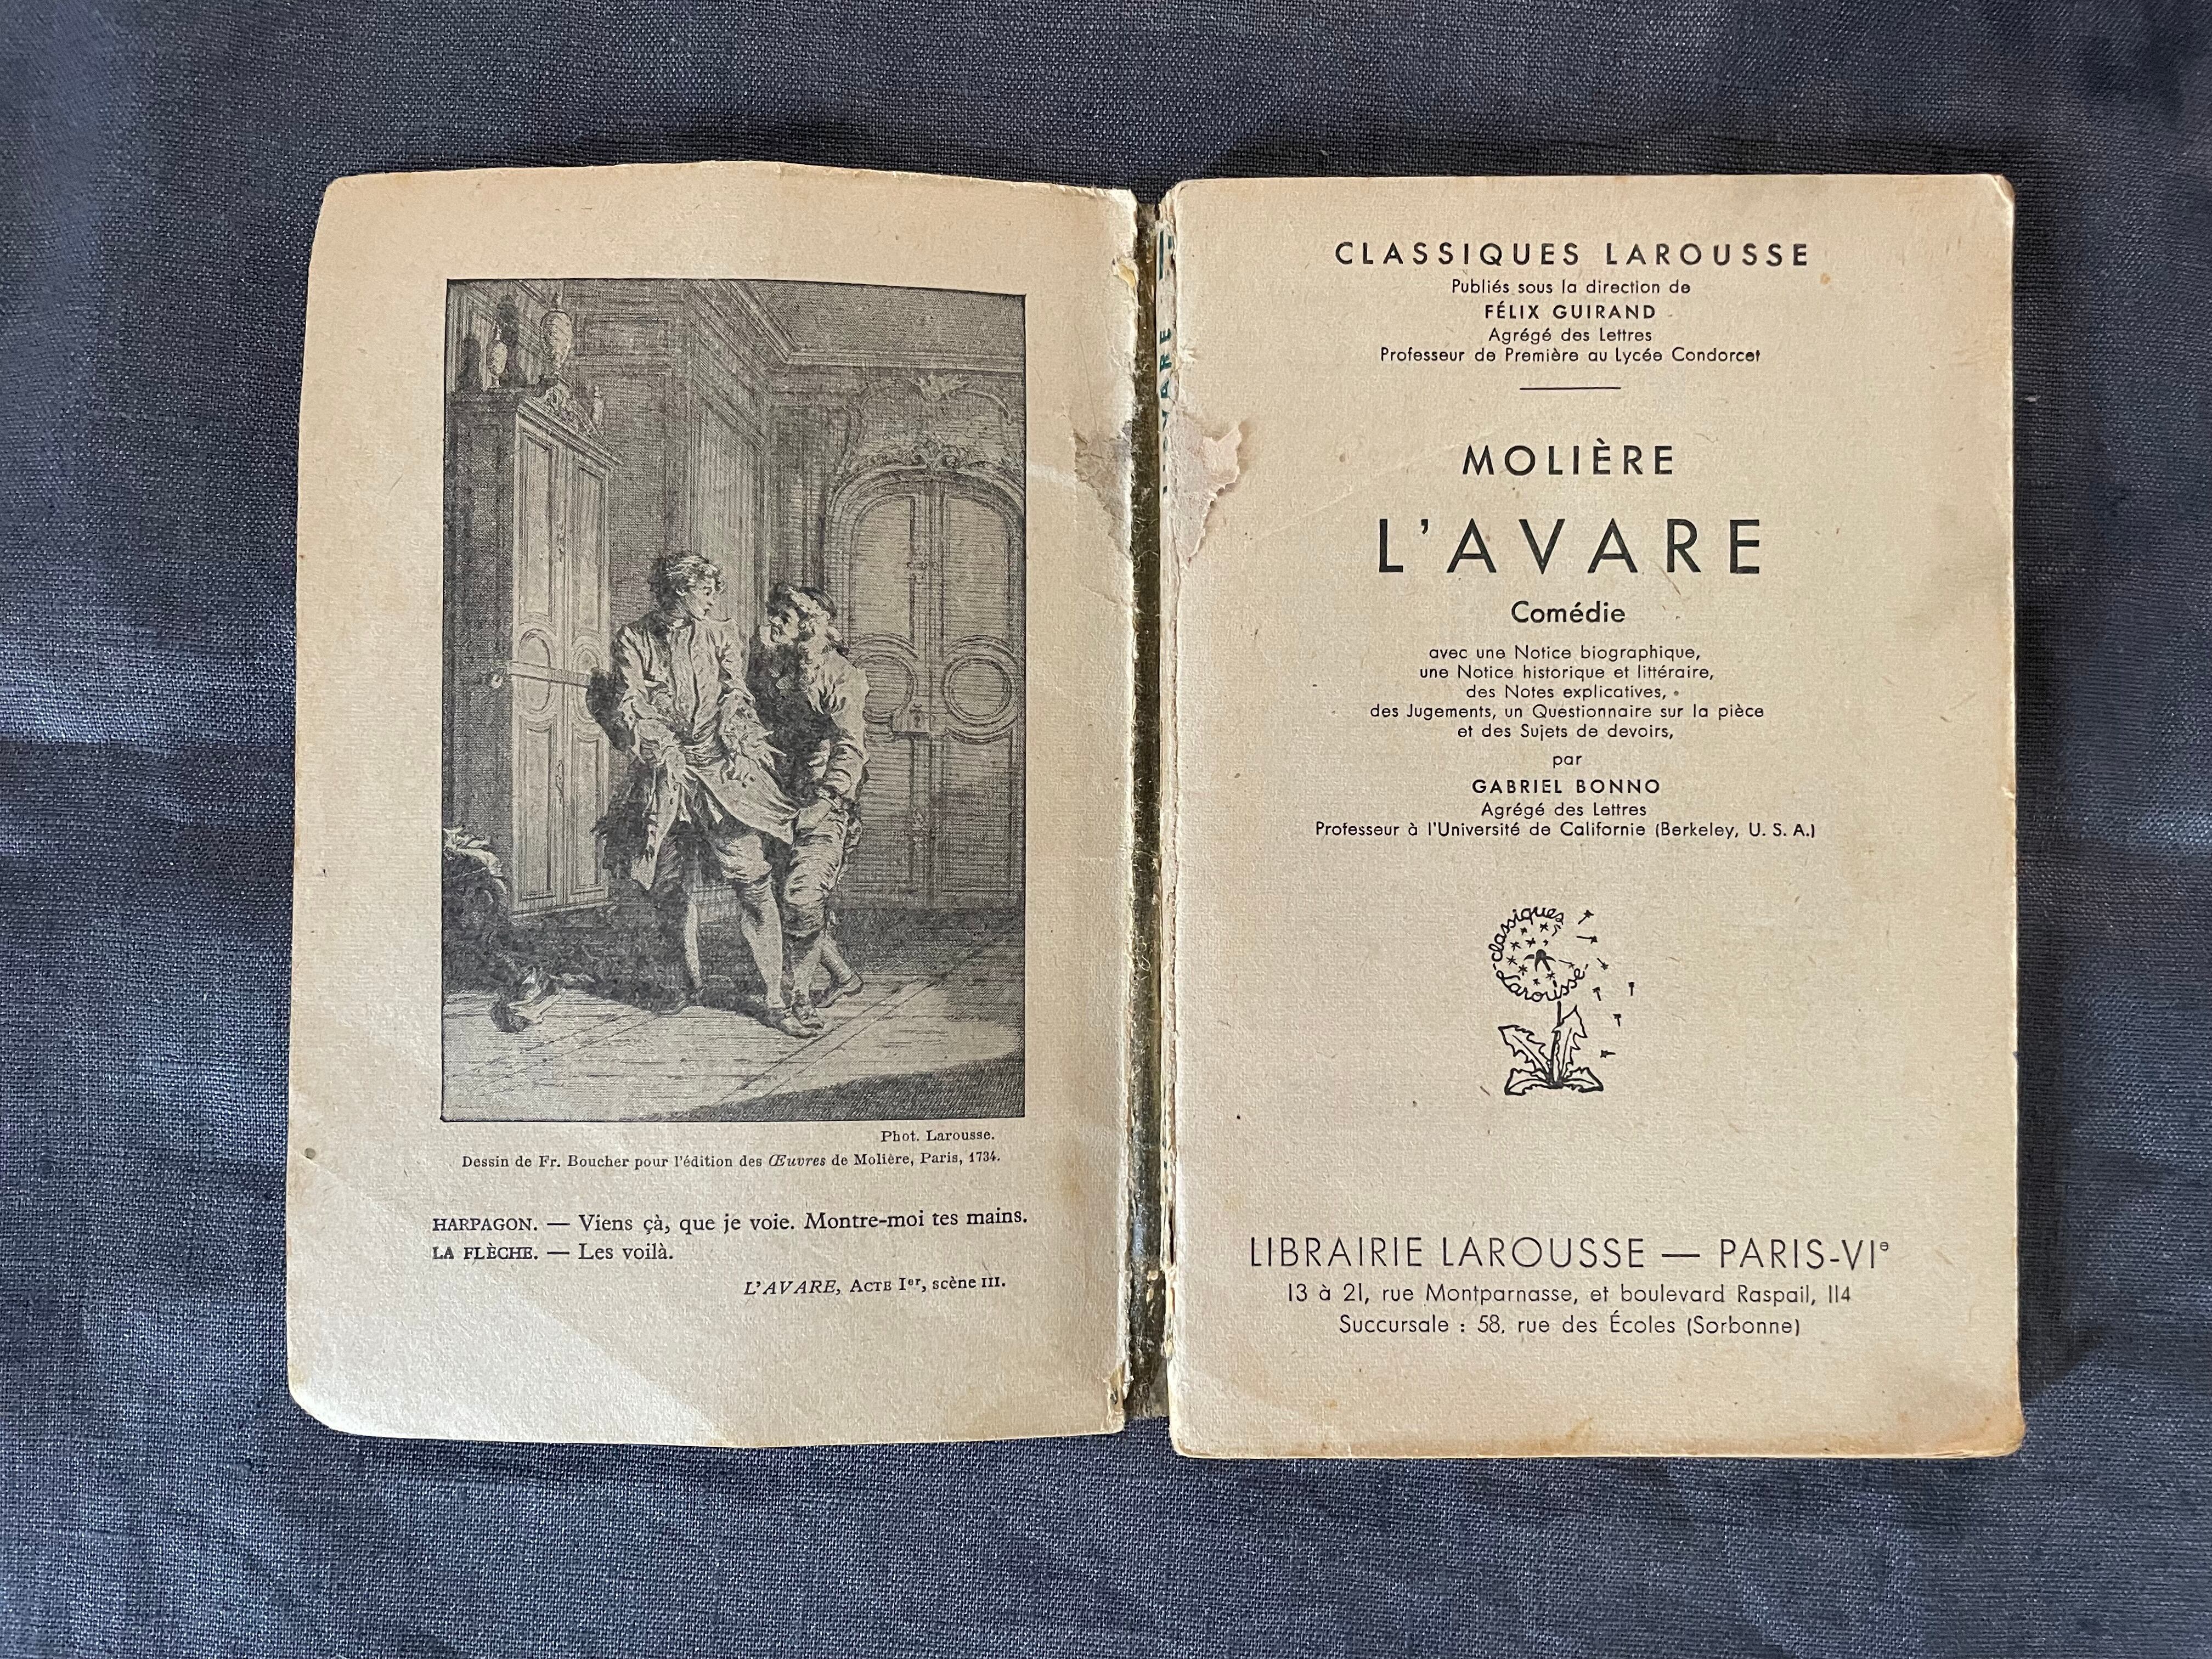 Phot. Larousse.
Dessin de Fr. Boucher pour l'édition des Œuvres de Molière, Paris, 1734.
HARPAGON. — Viens çà, que je voie. Montre-moi tes mains.
LA FLÈCHE. — Les voilà.
L'AVARE, ACTE Iᵉʳ, scène III.
AVARE
CLASSIQUES LAROUSSE
Publiés sous la direction de
FÉLIX GUIRAND
Agrégé des Lettres
Professeur de Première au Lycée Condorcet
MOLIÈRE
L'AVARE
Comédie
avec une Notice biographique,
une Notice historique et littéraire,
des Notes explicatives,
des Jugements, un Questionnaire sur la pièce
et des Sujets de devoirs,
par
GABRIEL BONNO
Agrégé des Lettres
Professeur à l'Université de Californie (Berkeley, U. S. A.)
classiques
Larousse
LIBRAIRIE LAROUSSE — PARIS-VIᵉ
13 à 21, rue Montparnasse, et boulevard Raspail, 114
Succursale : 58, rue des Écoles (Sorbonne)